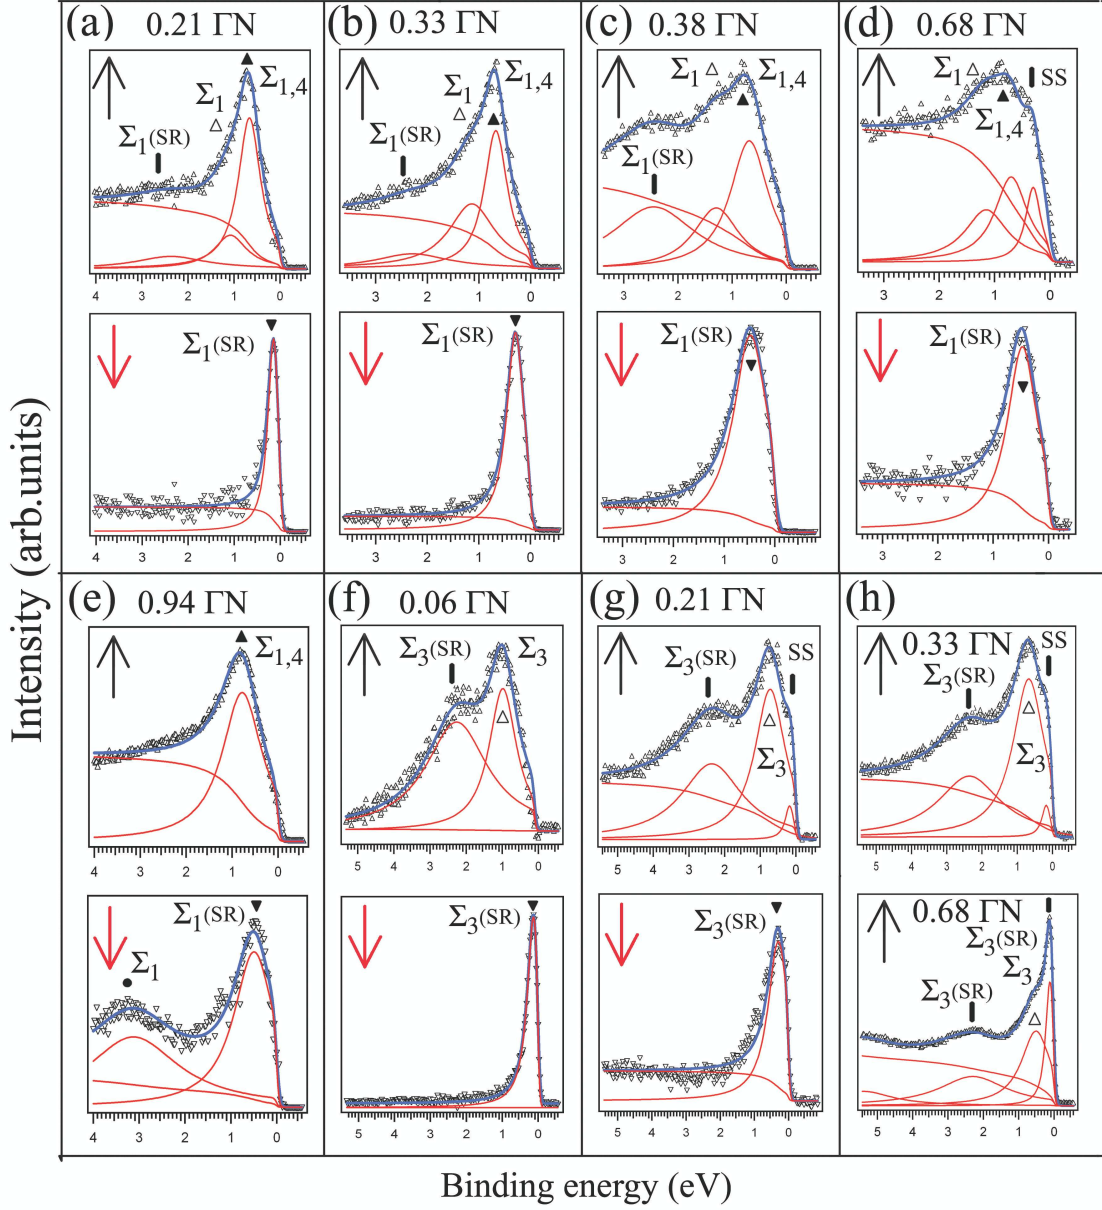 (a) 0.21 ΓN
Σ1(SR) Σ1 Σ1,4
4 3 2 1 0
Σ1(SR)
4 3 2 1 0
(b) 0.33 ΓN
Σ1(SR) Σ1 Σ1,4
3 2 1 0
Σ1(SR)
3 2 1 0
(c) 0.38 ΓN
Σ1 Σ1,4
Σ1(SR)
3 2 1 0
Σ1(SR)
3 2 1 0
(d) 0.68 ΓN
Σ1 SS
Σ1,4
3 2 1 0
Σ1(SR)
3 2 1 0
(e) 0.94 ΓN
Σ1,4
4 3 2 1 0
Σ1(SR)
Σ1
4 3 2 1 0
(f) 0.06 ΓN
Σ3(SR) Σ3
5 4 3 2 1 0
Σ3(SR)
5 4 3 2 1 0
(g) 0.21 ΓN
Σ3(SR) SS
Σ3
5 4 3 2 1 0
Σ3(SR)
5 4 3 2 1 0
(h)
0.33 ΓN SS
Σ3(SR)
Σ3
5 4 3 2 1 0
0.68 ΓN
Σ3(SR)
Σ3
Σ3(SR)
5 4 3 2 1 0
Intensity (arb.units)
Binding energy (eV)